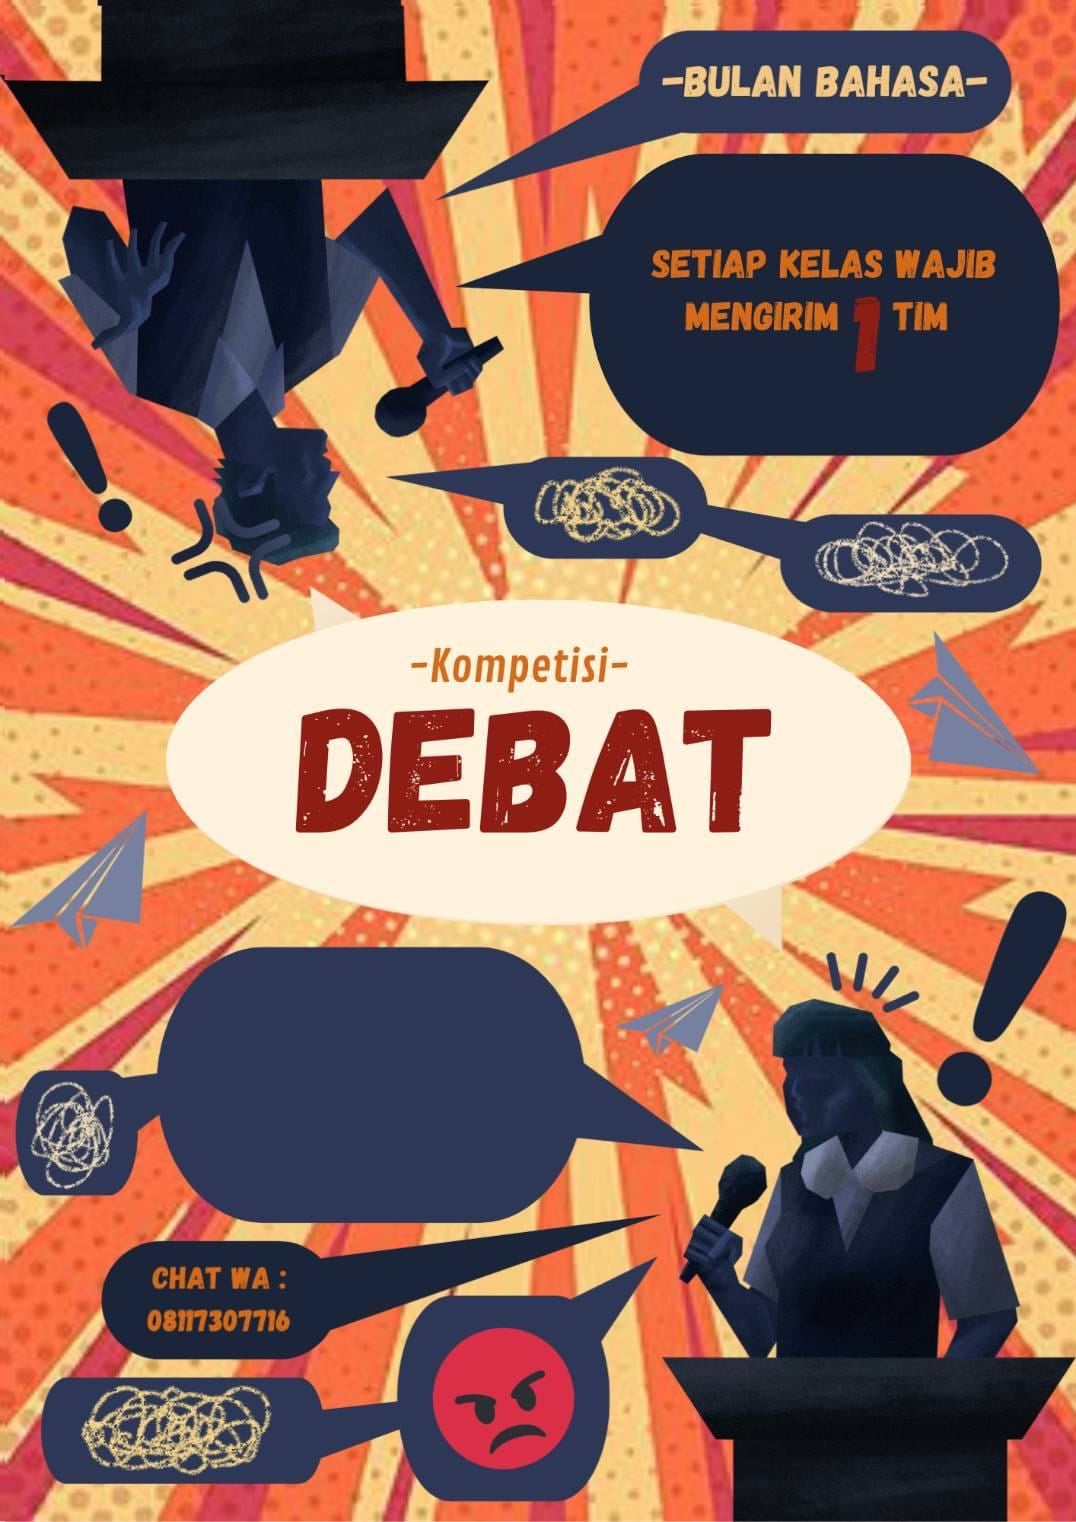 -BULAN BAHASA-
SETIAP KELAS WAJIB
MENGIRIM 1 TIM
-Kompetisi-
DEBAT
CHAT WA :
08117307716